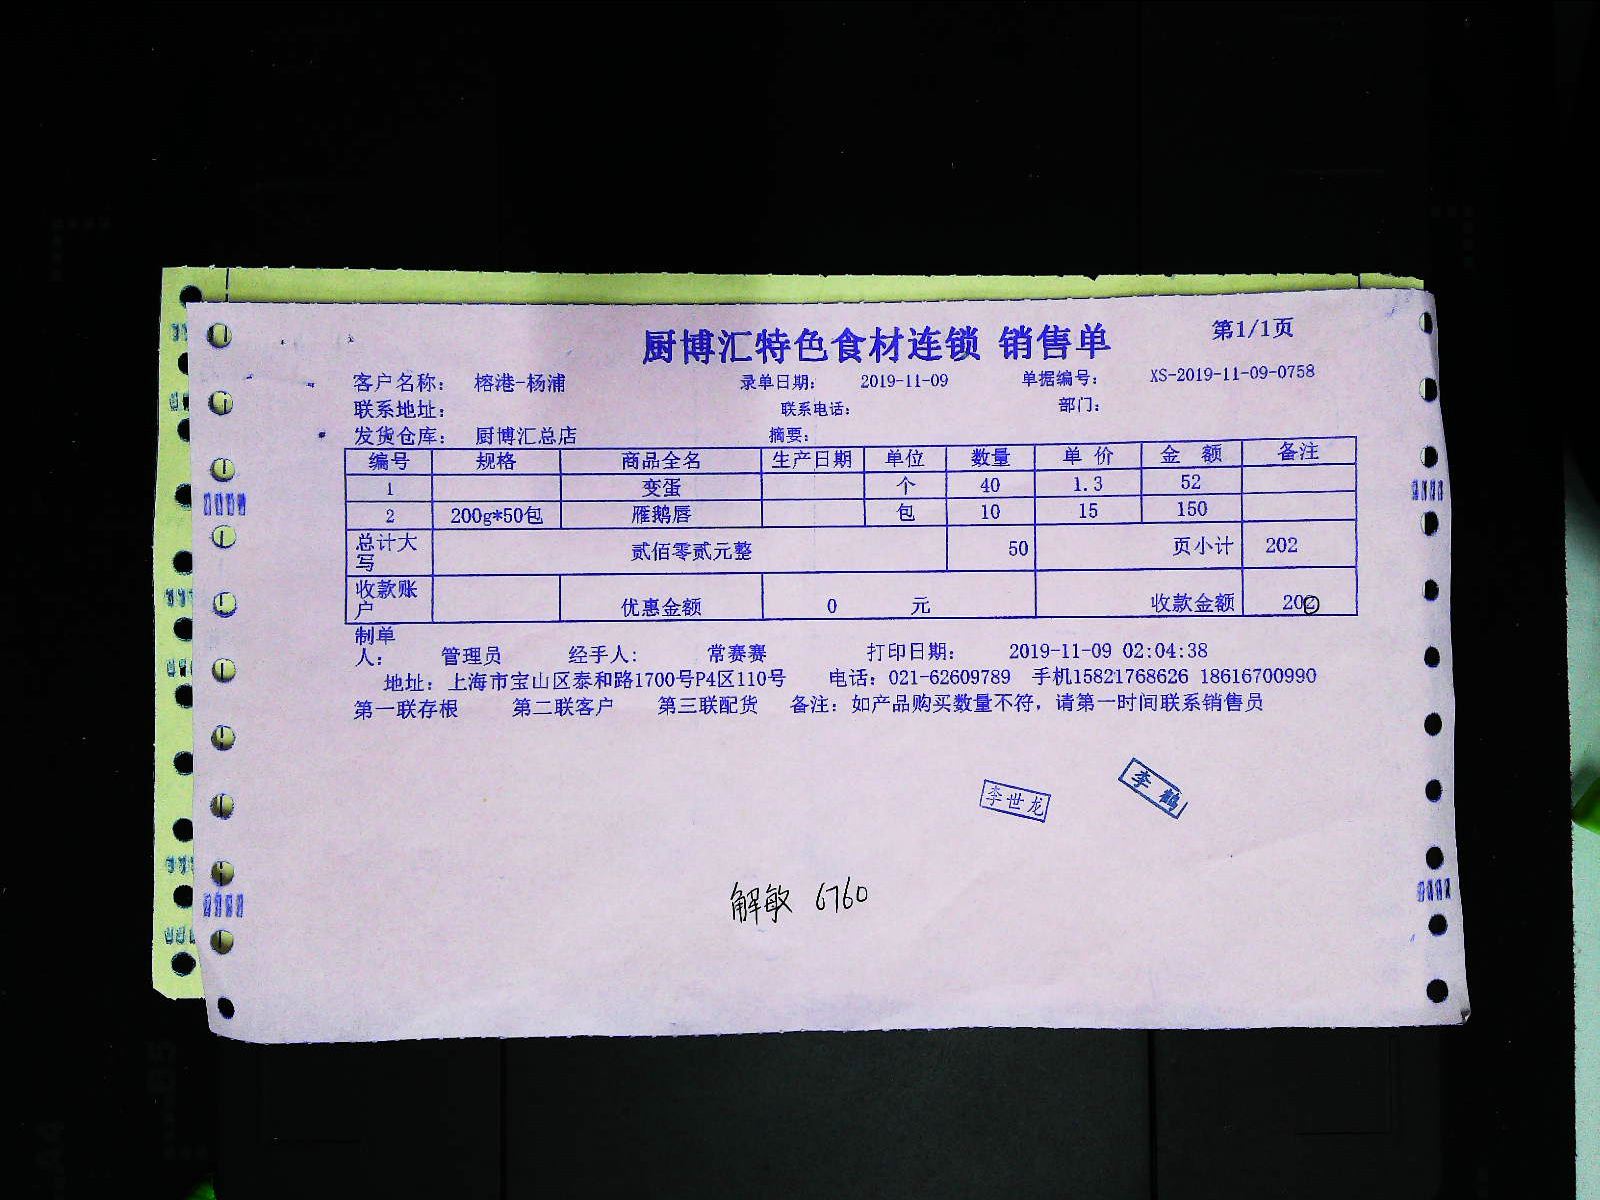 厨博汇特色食材连锁 销售单 第1/1页
客户名称： 榕港-杨浦 录单日期： 2019-11-09 单据编号： XS-2019-11-09-0758
联系地址： 联系电话： 部门：
发货仓库： 厨博汇总店 摘要：
编号 规格 商品全名 生产日期 单位 数量 单 价 金 额 备注
1 变蛋 个 40 1.3 52
2 200g*50包 雁鹅唇 包 10 15 150
总计大写 贰佰零贰元整 50 页小计 202
收款账户 优惠金额 0 元 收款金额 202
制单人： 管理员 经手人： 常赛赛 打印日期： 2019-11-09 02:04:38
地址：上海市宝山区泰和路1700号P4区110号 电话：021-62609789 手机15821768626 18616700990
第一联存根 第二联客户 第三联配货 备注：如产品购买数量不符，请第一时间联系销售员
李世龙 李鹤
解敏 6760